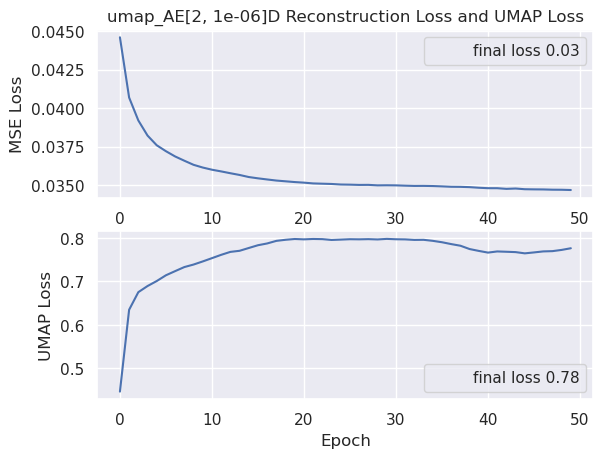 umap_AE[2, 1e-06]D Reconstruction Loss and UMAP Loss
0.0450
0.0425
0.0400
0.0375
0.0350
MSE Loss
final loss 0.03
0 10 20 30 40 50
0.8
0.7
0.6
0.5
UMAP Loss
final loss 0.78
0 10 20 30 40 50
Epoch